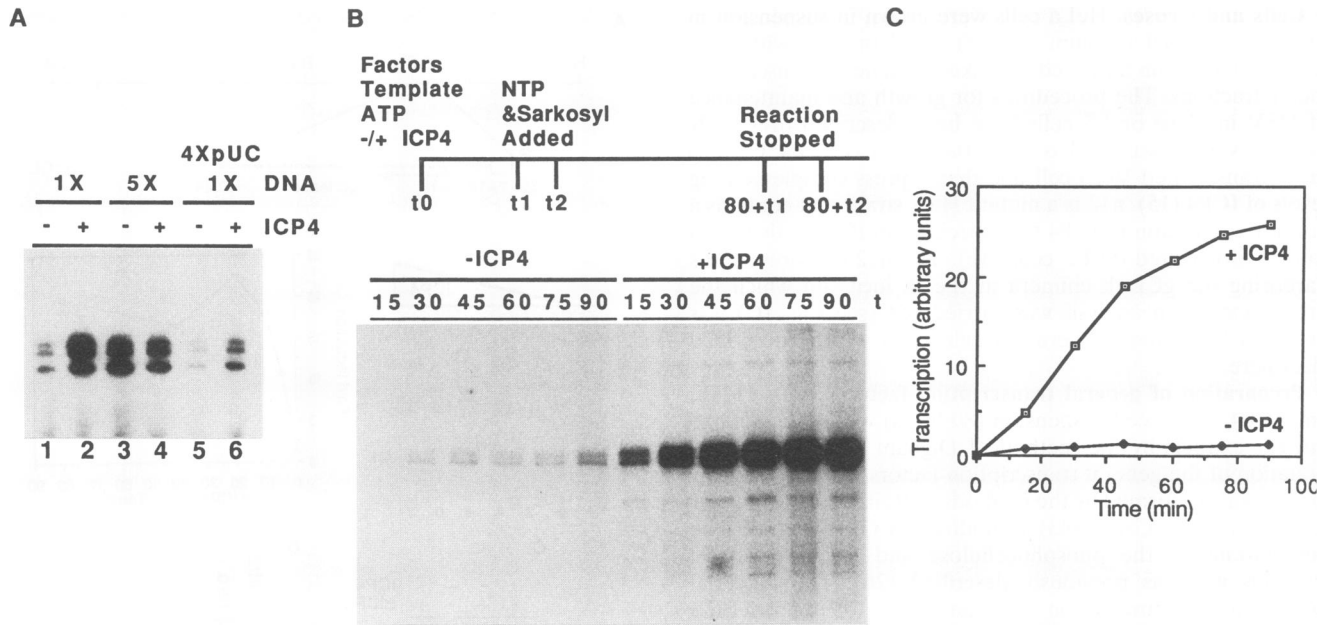 A
4XpUC
1X 5X 1X DNA
- + - + - + ICP4
1 2 3 4 5 6
B
Factors
Template
ATP
-/+ ICP4
NTP
&Sarkosyl
Added
Reaction
Stopped
t0 t1 t2 80+t1 80+t2
-ICP4 +ICP4
15 30 45 60 75 90 15 30 45 60 75 90 t
C
Transcription (arbitrary units)
30
20
10
0
+ ICP4
- ICP4
0 20 40 60 80 100
Time (min)